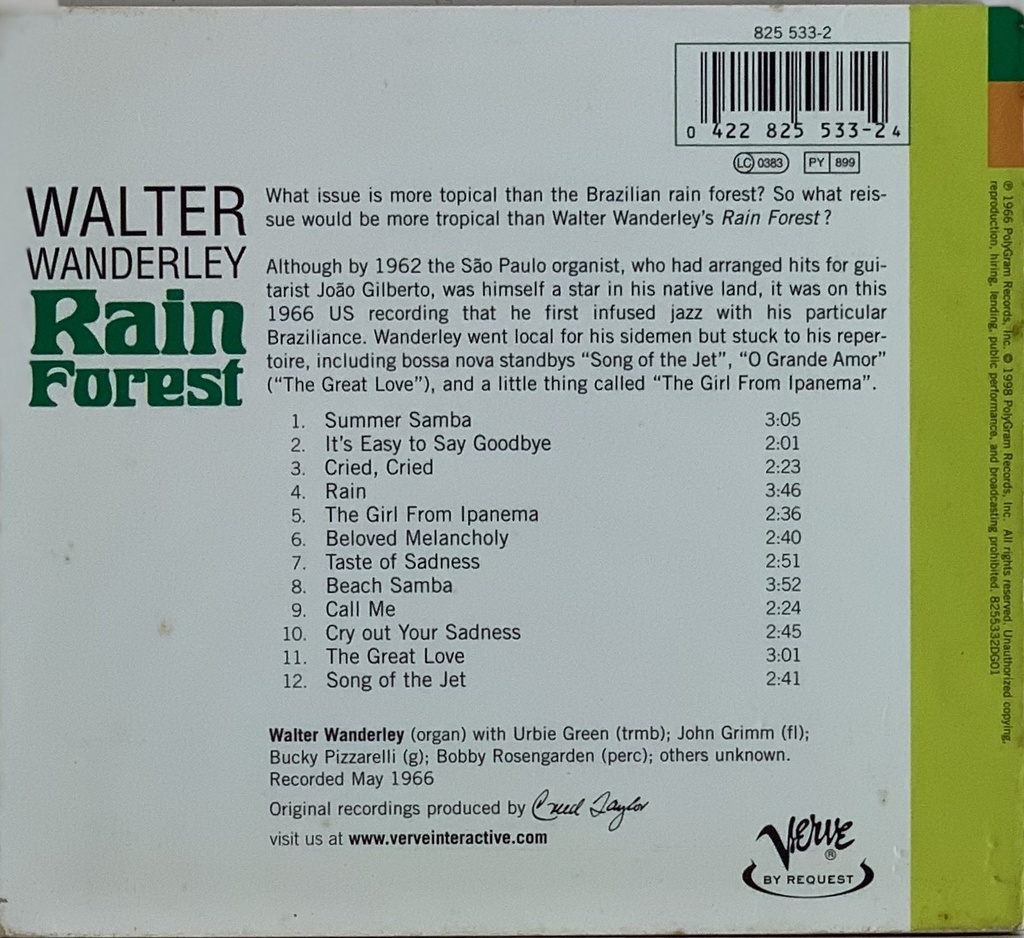 825 533-2
0 422 825 533-2 4
LC 0383 PY 899
WALTER
WANDERLEY
Rain
Forest
What issue is more topical than the Brazilian rain forest? So what reis-
sue would be more tropical than Walter Wanderley's Rain Forest?
Although by 1962 the São Paulo organist, who had arranged hits for gui-
tarist João Gilberto, was himself a star in his native land, it was on this
1966 US recording that he first infused jazz with his particular
Braziliance. Wanderley went local for his sidemen but stuck to his reper-
toire, including bossa nova standbys “Song of the Jet”, “O Grande Amor”
(“The Great Love”), and a little thing called “The Girl From Ipanema”.
1. Summer Samba 3:05
2. It's Easy to Say Goodbye 2:01
3. Cried, Cried 2:23
4. Rain 3:46
5. The Girl From Ipanema 2:36
6. Beloved Melancholy 2:40
7. Taste of Sadness 2:51
8. Beach Samba 3:52
9. Call Me 2:24
10. Cry out Your Sadness 2:45
11. The Great Love 3:01
12. Song of the Jet 2:41
Walter Wanderley (organ) with Urbie Green (trmb); John Grimm (fl);
Bucky Pizzarelli (g); Bobby Rosengarden (perc); others unknown.
Recorded May 1966
Original recordings produced by Creed Taylor
visit us at www.verveinteractive.com
Verve ®
BY REQUEST
℗ 1966 PolyGram Records, Inc. © 1998 PolyGram Records, Inc. All rights reserved. Unauthorized copying,
reproduction, hiring, lending, public performance, and broadcasting prohibited. 8255332DG01